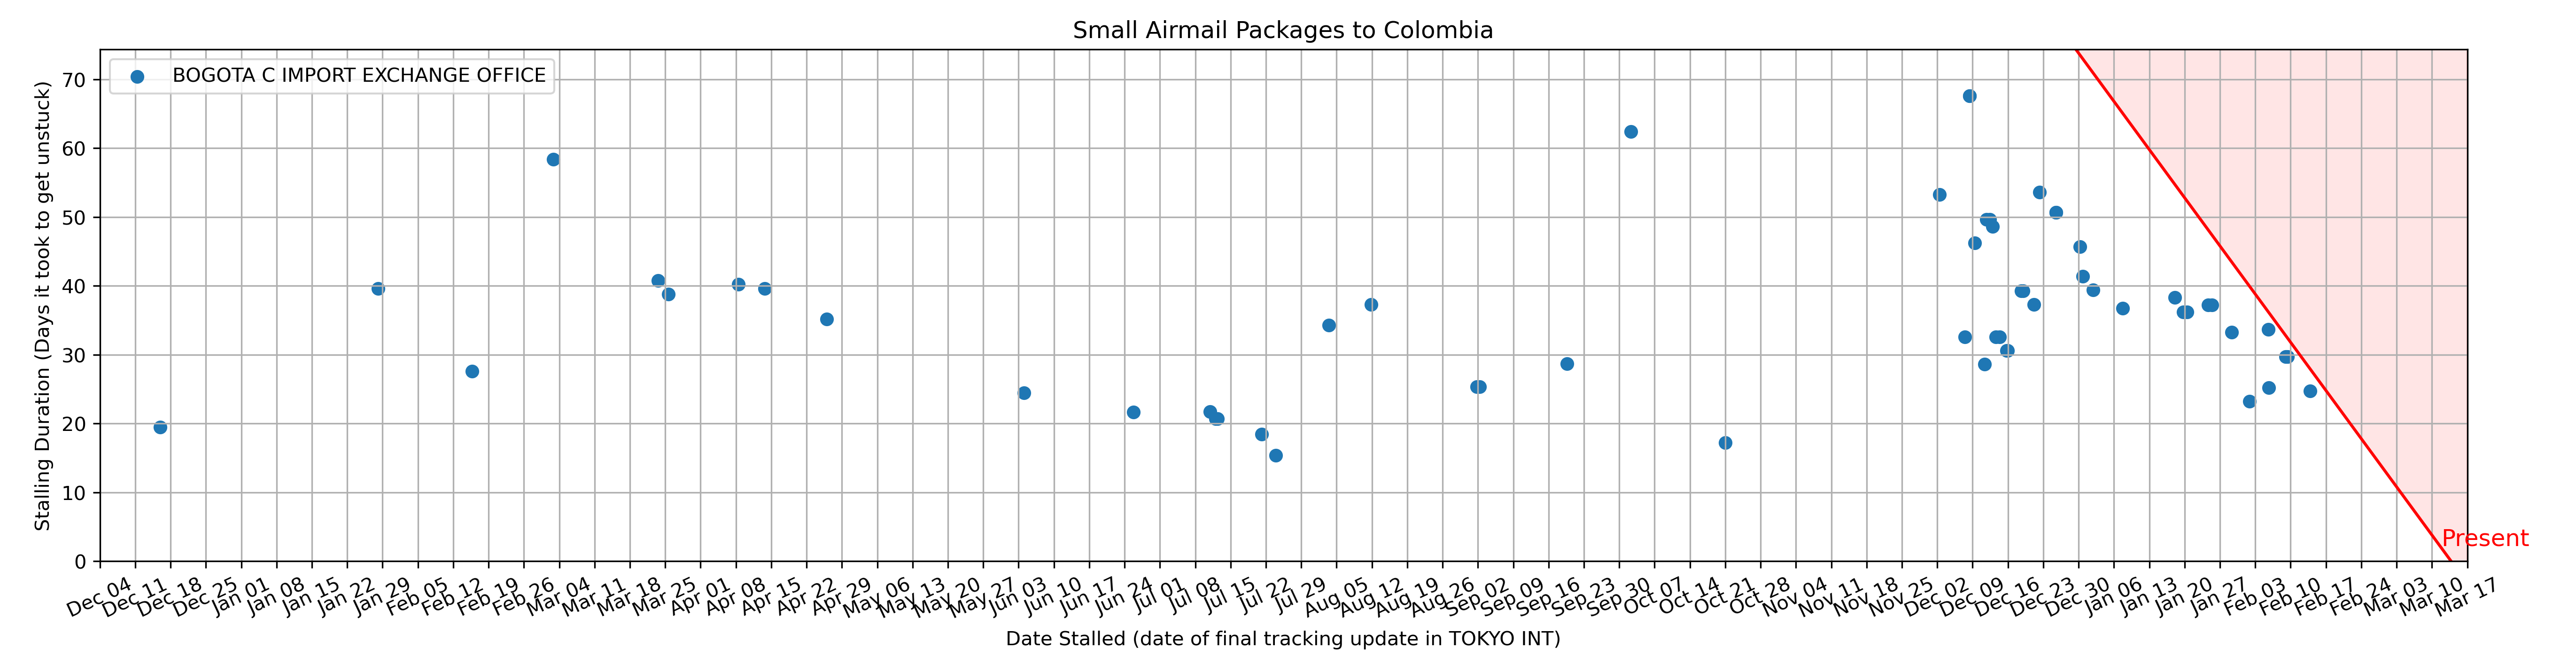 Small Airmail Packages to Colombia
BOGOTA C IMPORT EXCHANGE OFFICE
Stalling Duration (Days it took to get unstuck)
70
60
50
40
30
20
10
0
Present
Dec 04
Dec 11
Dec 18
Dec 25
Jan 01
Jan 08
Jan 15
Jan 22
Jan 29
Feb 05
Feb 12
Feb 19
Feb 26
Mar 04
Mar 11
Mar 18
Mar 25
Apr 01
Apr 08
Apr 15
Apr 22
Apr 29
May 06
May 13
May 20
May 27
Jun 03
Jun 10
Jun 17
Jun 24
Jul 01
Jul 08
Jul 15
Jul 22
Jul 29
Aug 05
Aug 12
Aug 19
Aug 26
Sep 02
Sep 09
Sep 16
Sep 23
Sep 30
Oct 07
Oct 14
Oct 21
Oct 28
Nov 04
Nov 11
Nov 18
Nov 25
Dec 02
Dec 09
Dec 16
Dec 23
Dec 30
Jan 06
Jan 13
Jan 20
Jan 27
Feb 03
Feb 10
Feb 17
Feb 24
Mar 03
Mar 10
Mar 17
Date Stalled (date of final tracking update in TOKYO INT)